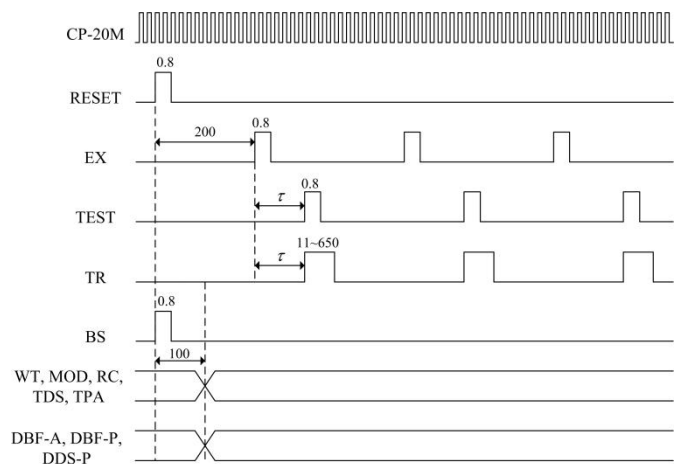 CP-20M
0.8
RESET
200
0.8
EX
τ
0.8
TEST
τ
11~650
TR
0.8
BS
100
WT, MOD, RC,
TDS, TPA
DBF-A, DBF-P,
DDS-P